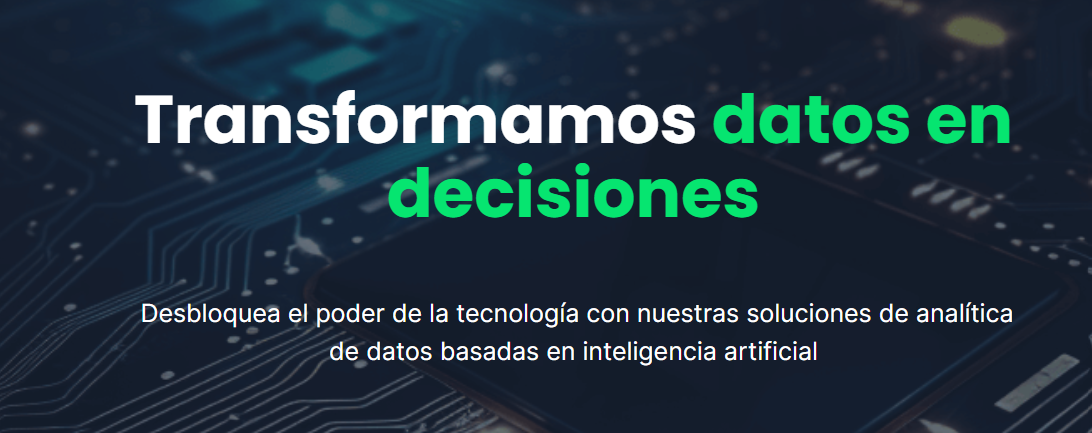 Transformamos datos en
decisiones
Desbloquea el poder de la tecnología con nuestras soluciones de analítica
de datos basadas en inteligencia artificial